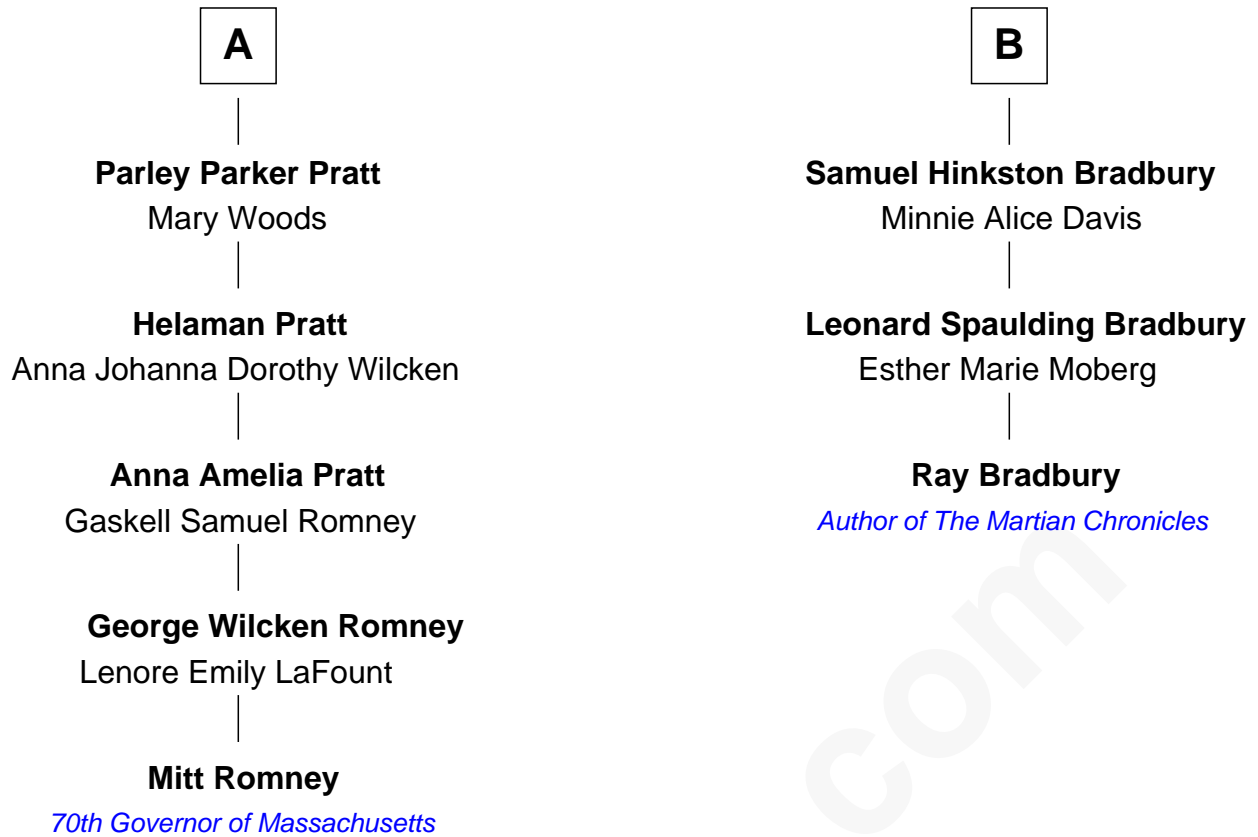 A
Parley Parker Pratt
Mary Woods
Helaman Pratt
Anna Johanna Dorothy Wilcken
Anna Amelia Pratt
Gaskell Samuel Romney
George Wilcken Romney
Lenore Emily LaFount
Mitt Romney
70th Governor of Massachusetts
B
Samuel Hinkston Bradbury
Minnie Alice Davis
Leonard Spaulding Bradbury
Esther Marie Moberg
Ray Bradbury
Author of The Martian Chronicles
com